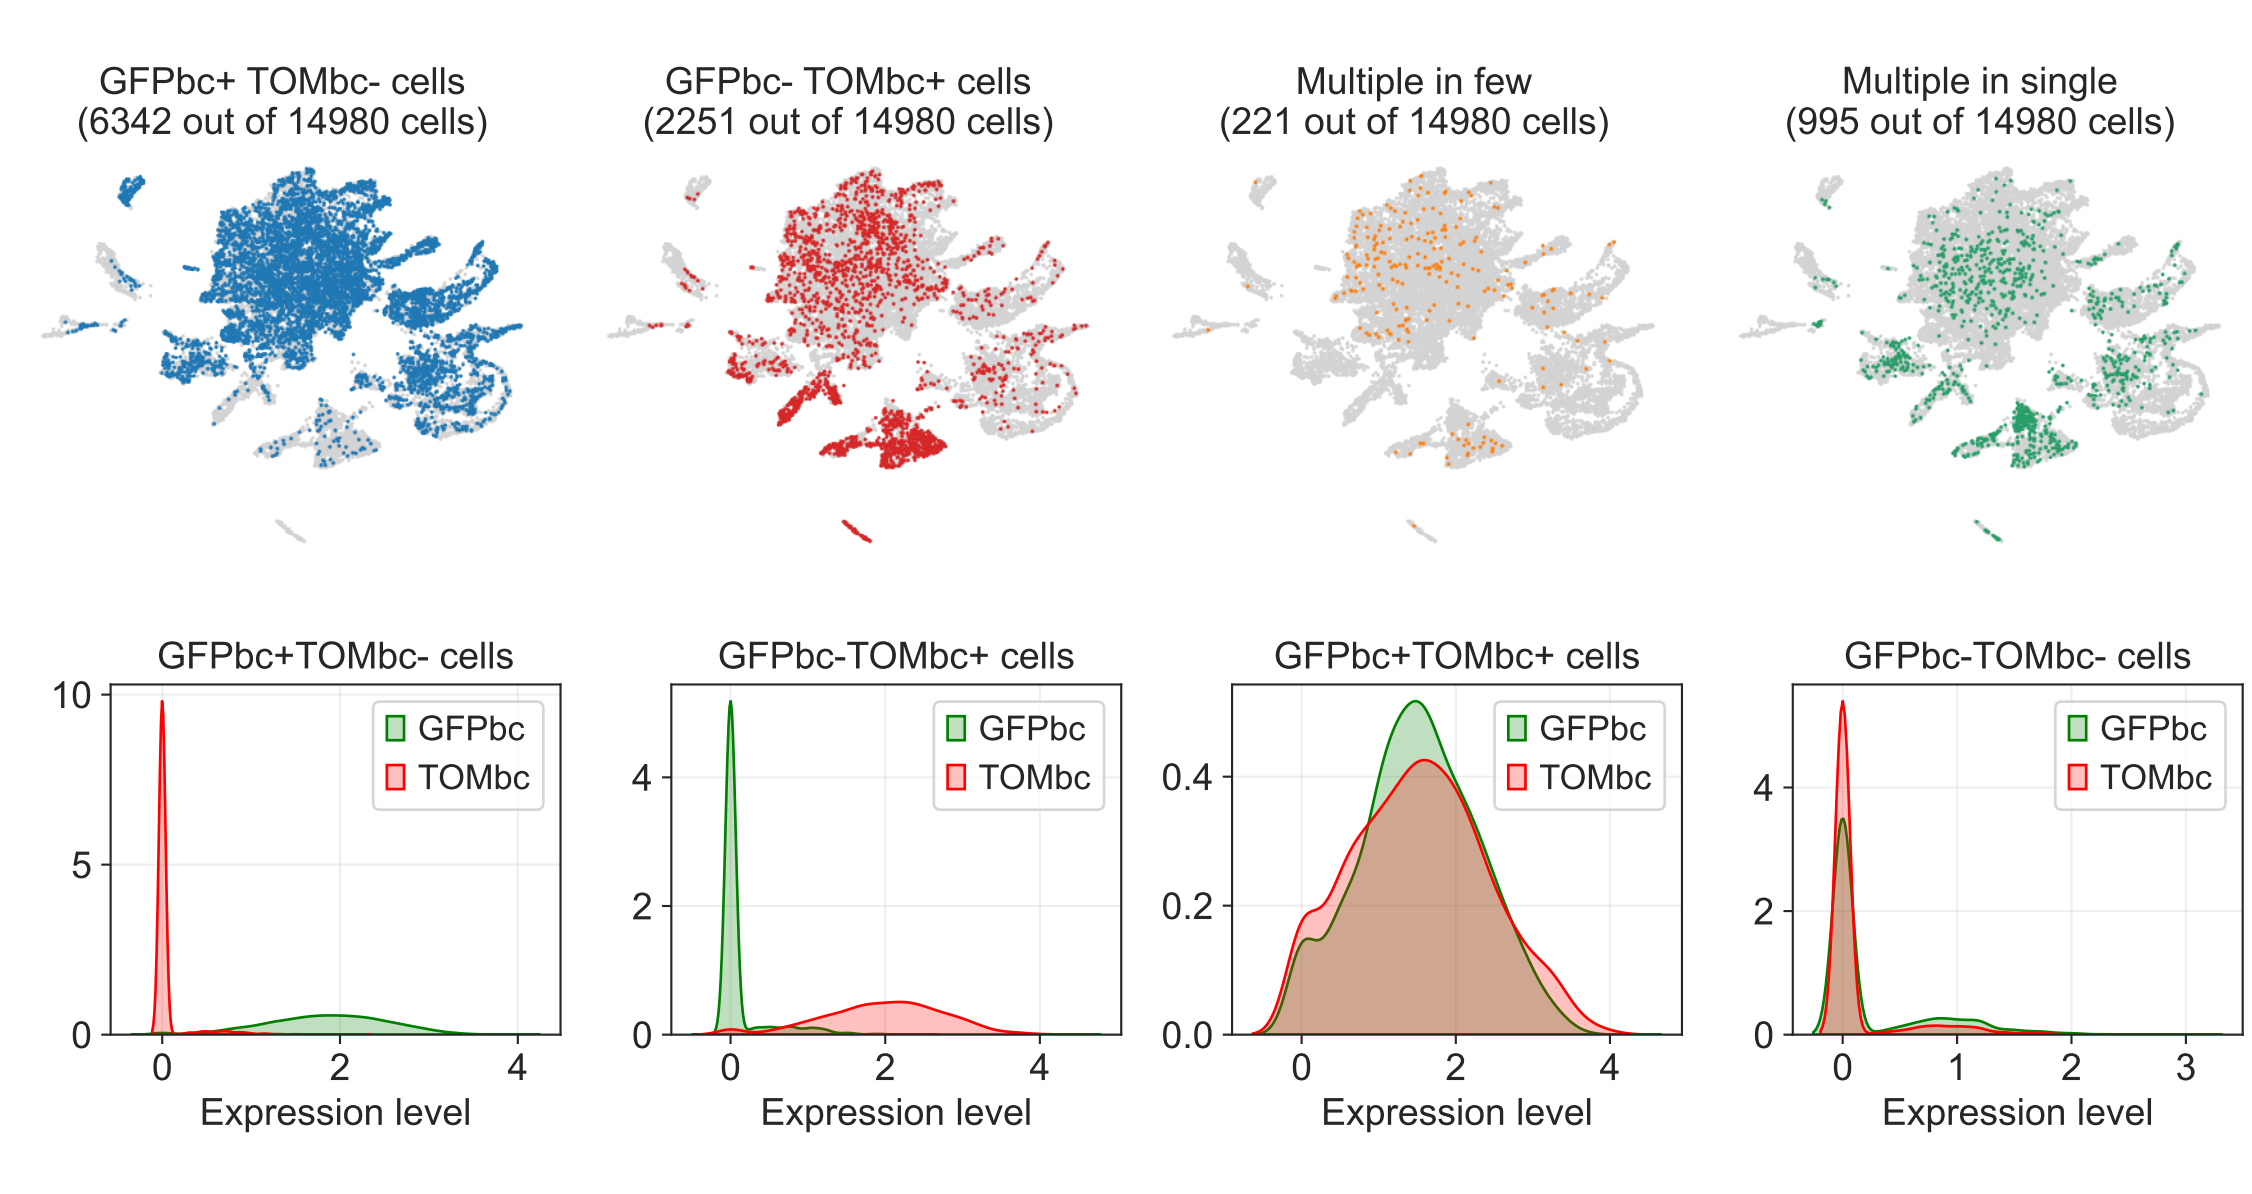 GFPbc+ TOMbc- cells
(6342 out of 14980 cells)
GFPbc- TOMbc+ cells
(2251 out of 14980 cells)
Multiple in few
(221 out of 14980 cells)
Multiple in single
(995 out of 14980 cells)
GFPbc+TOMbc- cells
10
5
0
GFPbc
TOMbc
0 2 4
Expression level
GFPbc-TOMbc+ cells
4
2
0
GFPbc
TOMbc
0 2 4
Expression level
GFPbc+TOMbc+ cells
0.4
0.2
0.0
GFPbc
TOMbc
0 2 4
Expression level
GFPbc-TOMbc- cells
4
2
0
GFPbc
TOMbc
0 1 2 3
Expression level